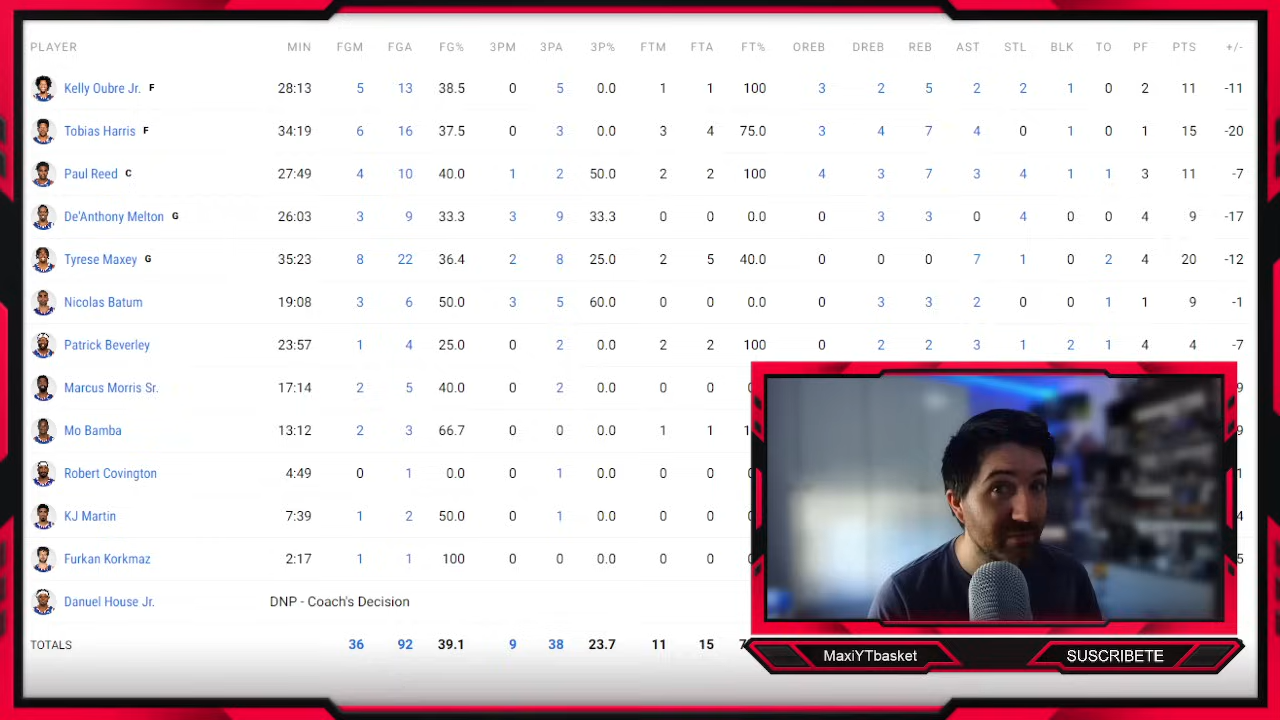 PLAYER MIN FGM FGA FG% 3PM 3PA 3P% FTM FTA FT% OREB DREB REB AST STL BLK TO PF PTS +/-
Kelly Oubre Jr. F 28:13 5 13 38.5 0 5 0.0 1 1 100 3 2 5 2 2 1 0 2 11 -11
Tobias Harris F 34:19 6 16 37.5 0 3 0.0 3 4 75.0 3 4 7 4 0 1 0 1 15 -20
Paul Reed C 27:49 4 10 40.0 1 2 50.0 2 2 100 4 3 7 3 4 1 1 3 11 -7
De'Anthony Melton G 26:03 3 9 33.3 3 9 33.3 0 0 0.0 0 3 3 0 4 0 0 4 9 -17
Tyrese Maxey G 35:23 8 22 36.4 2 8 25.0 2 5 40.0 0 0 0 7 1 0 2 4 20 -12
Nicolas Batum 19:08 3 6 50.0 3 5 60.0 0 0 0.0 0 3 3 2 0 0 1 1 9 -1
Patrick Beverley 23:57 1 4 25.0 0 2 0.0 2 2 100 0 2 2 3 1 2 1 4 4 -7
Marcus Morris Sr. 17:14 2 5 40.0 0 2 0.0 0 0
Mo Bamba 13:12 2 3 66.7 0 0 0.0 1 1
Robert Covington 4:49 0 1 0.0 0 1 0.0 0 0
KJ Martin 7:39 1 2 50.0 0 1 0.0 0 0
Furkan Korkmaz 2:17 1 1 100 0 0 0.0 0 0
Danuel House Jr. DNP - Coach's Decision
TOTALS 36 92 39.1 9 38 23.7 11 15
MaxiYTbasket
SUSCRIBETE